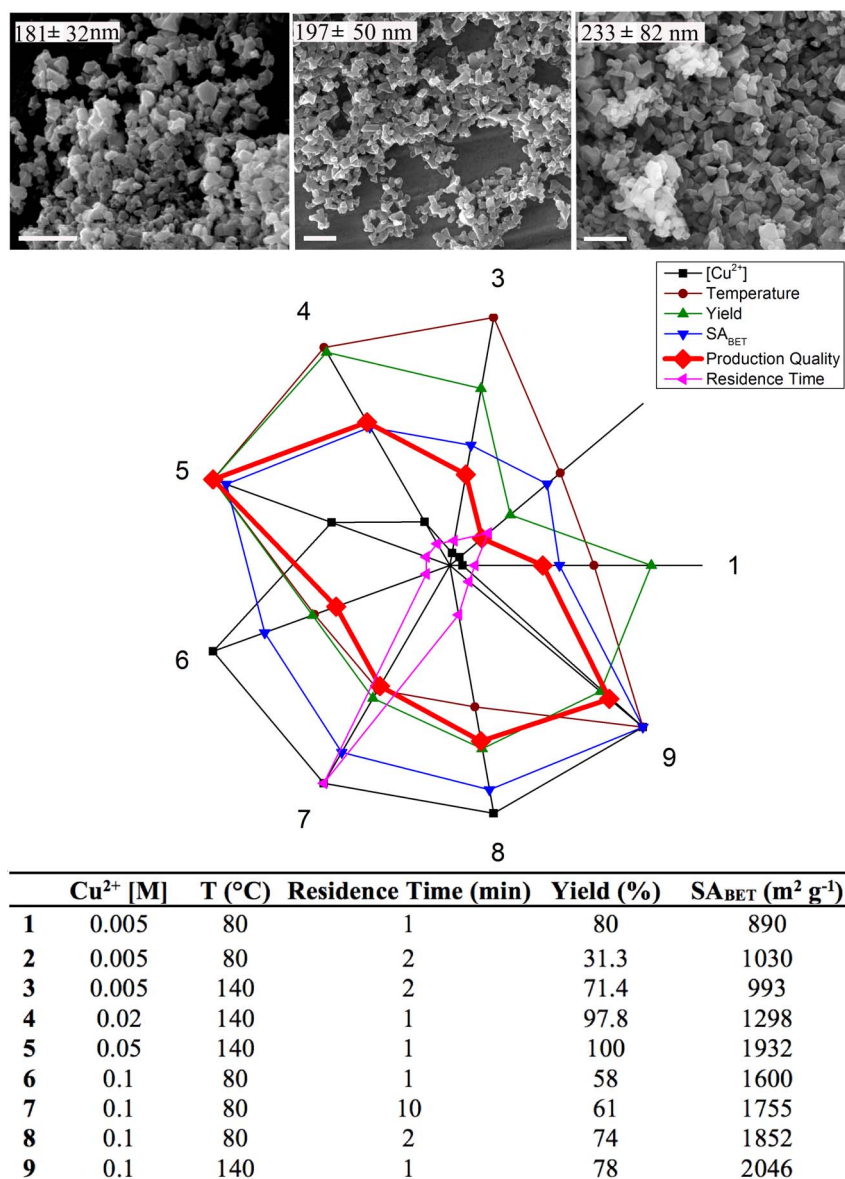 181± 32nm
197± 50 nm
233 ± 82 nm
[Cu²⁺]
Temperature
Yield
SA_BET
Production Quality
Residence Time
3
4
5
1
6
9
7
8
Cu²⁺ [M] T (°C) Residence Time (min) Yield (%) SA_BET (m² g⁻¹)
1 0.005 80 1 80 890
2 0.005 80 2 31.3 1030
3 0.005 140 2 71.4 993
4 0.02 140 1 97.8 1298
5 0.05 140 1 100 1932
6 0.1 80 1 58 1600
7 0.1 80 10 61 1755
8 0.1 80 2 74 1852
9 0.1 140 1 78 2046